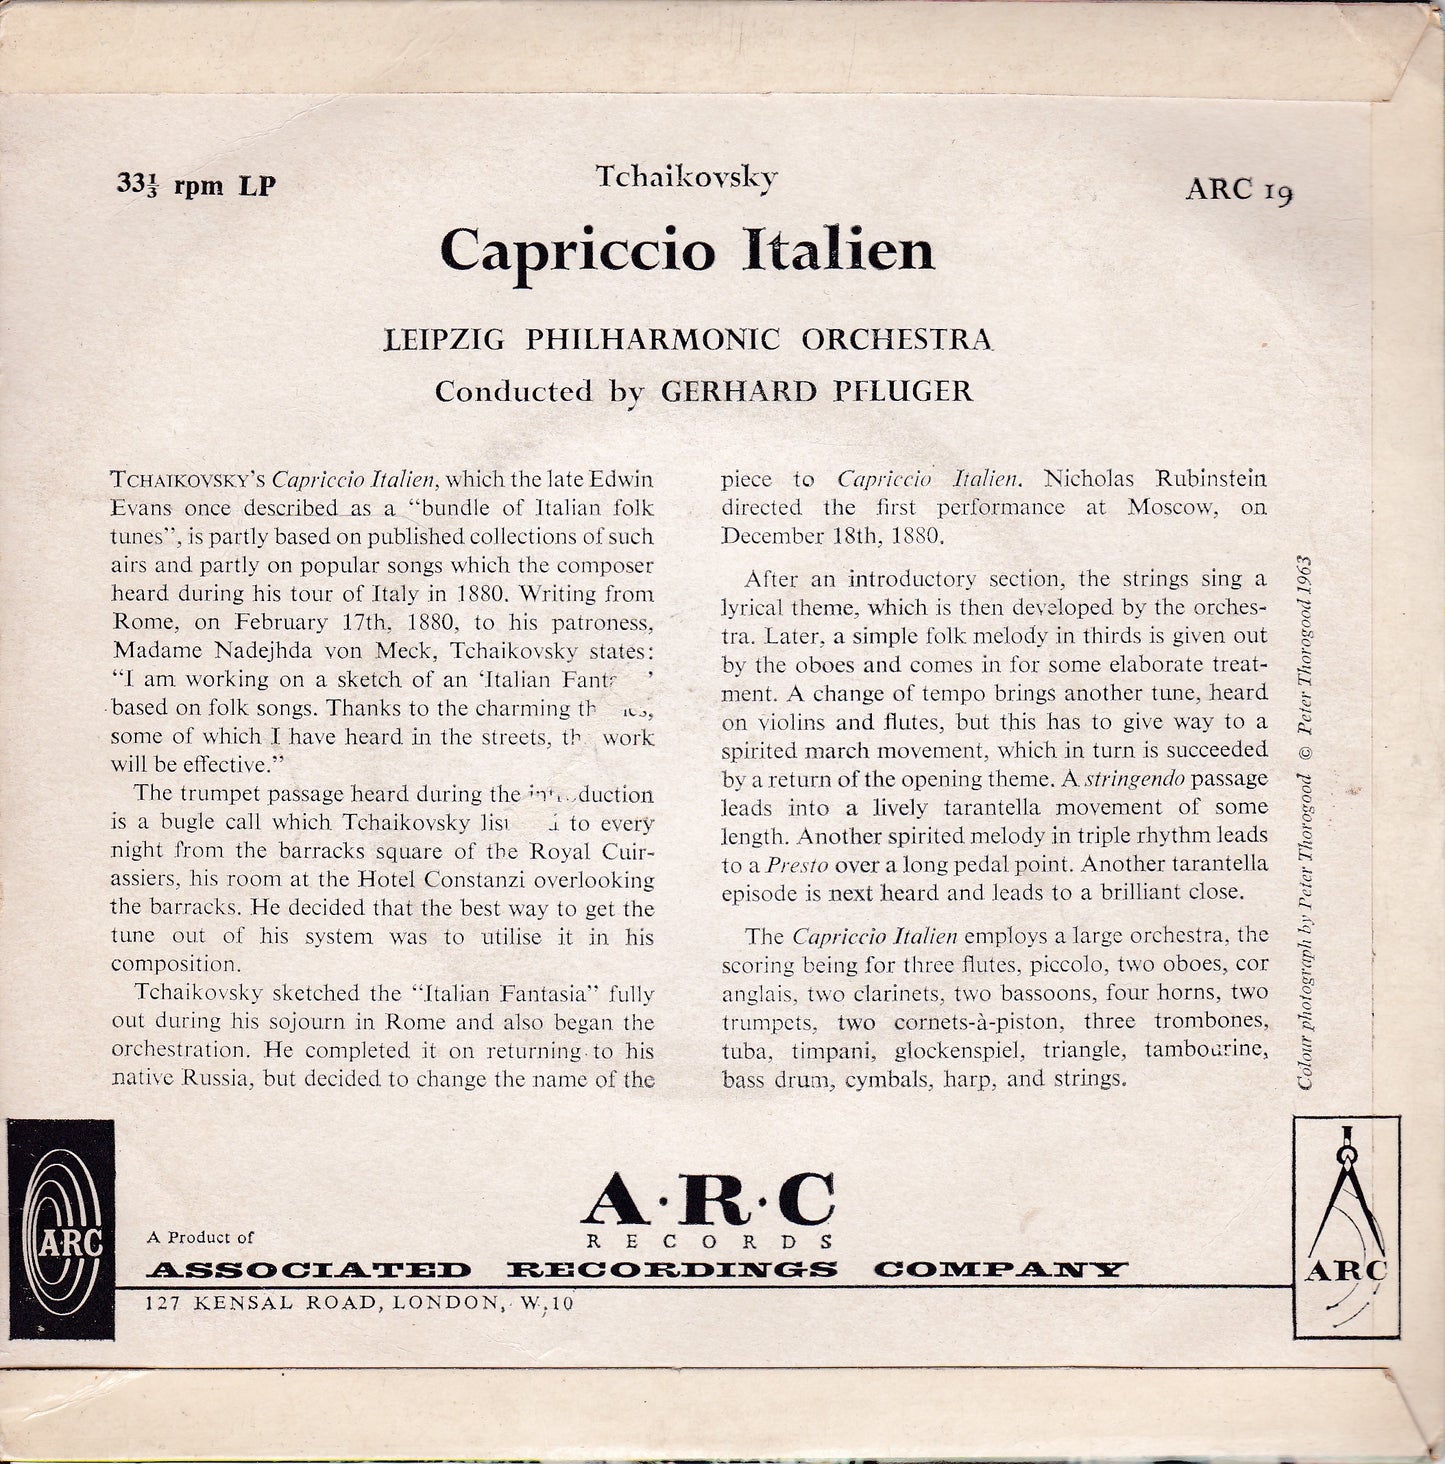 33⅓ rpm LP
Tchaikovsky
ARC 19
Capriccio Italien
LEIPZIG PHILHARMONIC ORCHESTRA
Conducted by GERHARD PFLUGER
TCHAIKOVSKY'S Capriccio Italien, which the late Edwin
Evans once described as a “bundle of Italian folk
tunes”, is partly based on published collections of such
airs and partly on popular songs which the composer
heard during his tour of Italy in 1880. Writing from
Rome, on February 17th, 1880, to his patroness,
Madame Nadejhda von Meck, Tchaikovsky states:
“I am working on a sketch of an ‘Italian
based on folk songs. Thanks to the charming
some of which I have heard in the streets, work
will be effective.”
The trumpet passage heard during the introduction
is a bugle call which Tchaikovsky to every
night from the barracks square of the Royal Cuir-
assiers, his room at the Hotel Constanzi overlooking
the barracks. He decided that the best way to get the
tune out of his system was to utilise it in his
composition.
Tchaikovsky sketched the “Italian Fantasia” fully
out during his sojourn in Rome and also began the
orchestration. He completed it on returning to his
native Russia, but decided to change the name of the
piece to Capriccio Italien. Nicholas Rubinstein
directed the first performance at Moscow, on
December 18th, 1880.
After an introductory section, the strings sing a
lyrical theme, which is then developed by the orches-
tra. Later, a simple folk melody in thirds is given out
by the oboes and comes in for some elaborate treat-
ment. A change of tempo brings another tune, heard
on violins and flutes, but this has to give way to a
spirited march movement, which in turn is succeeded
by a return of the opening theme. A stringendo passage
leads into a lively tarantella movement of some
length. Another spirited melody in triple rhythm leads
to a Presto over a long pedal point. Another tarantella
episode is next heard and leads to a brilliant close.
The Capriccio Italien employs a large orchestra, the
scoring being for three flutes, piccolo, two oboes, cor
anglais, two clarinets, two bassoons, four horns, two
trumpets, two cornets-à-piston, three trombones,
tuba, timpani, glockenspiel, triangle, tambourine,
bass drum, cymbals, harp, and strings.
Colour photograph by Peter Thorogood © Peter Thorogood 1963
ARC
A Product of
A·R·C
RECORDS
ASSOCIATED RECORDINGS COMPANY
127 KENSAL ROAD, LONDON, W,10
ARC